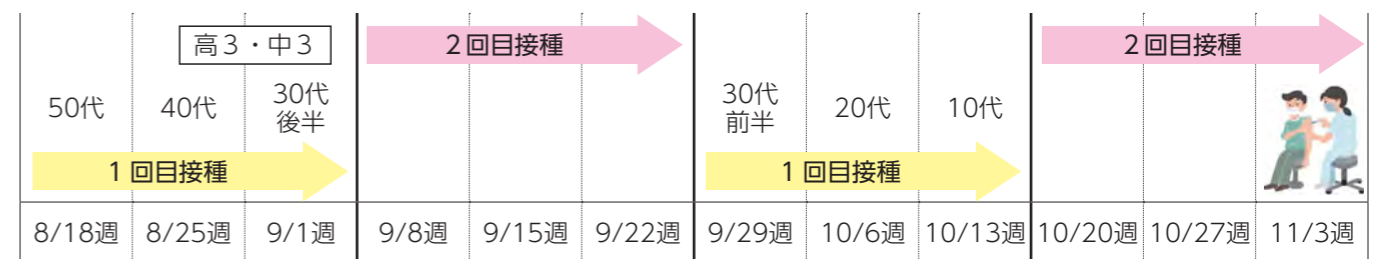 高3・中3
2回目接種
2回目接種
50代
40代
30代
後半
30代
前半
20代
10代
1回目接種
1回目接種
8/18週
8/25週
9/1週
9/8週
9/15週
9/22週
9/29週
10/6週
10/13週
10/20週
10/27週
11/3週